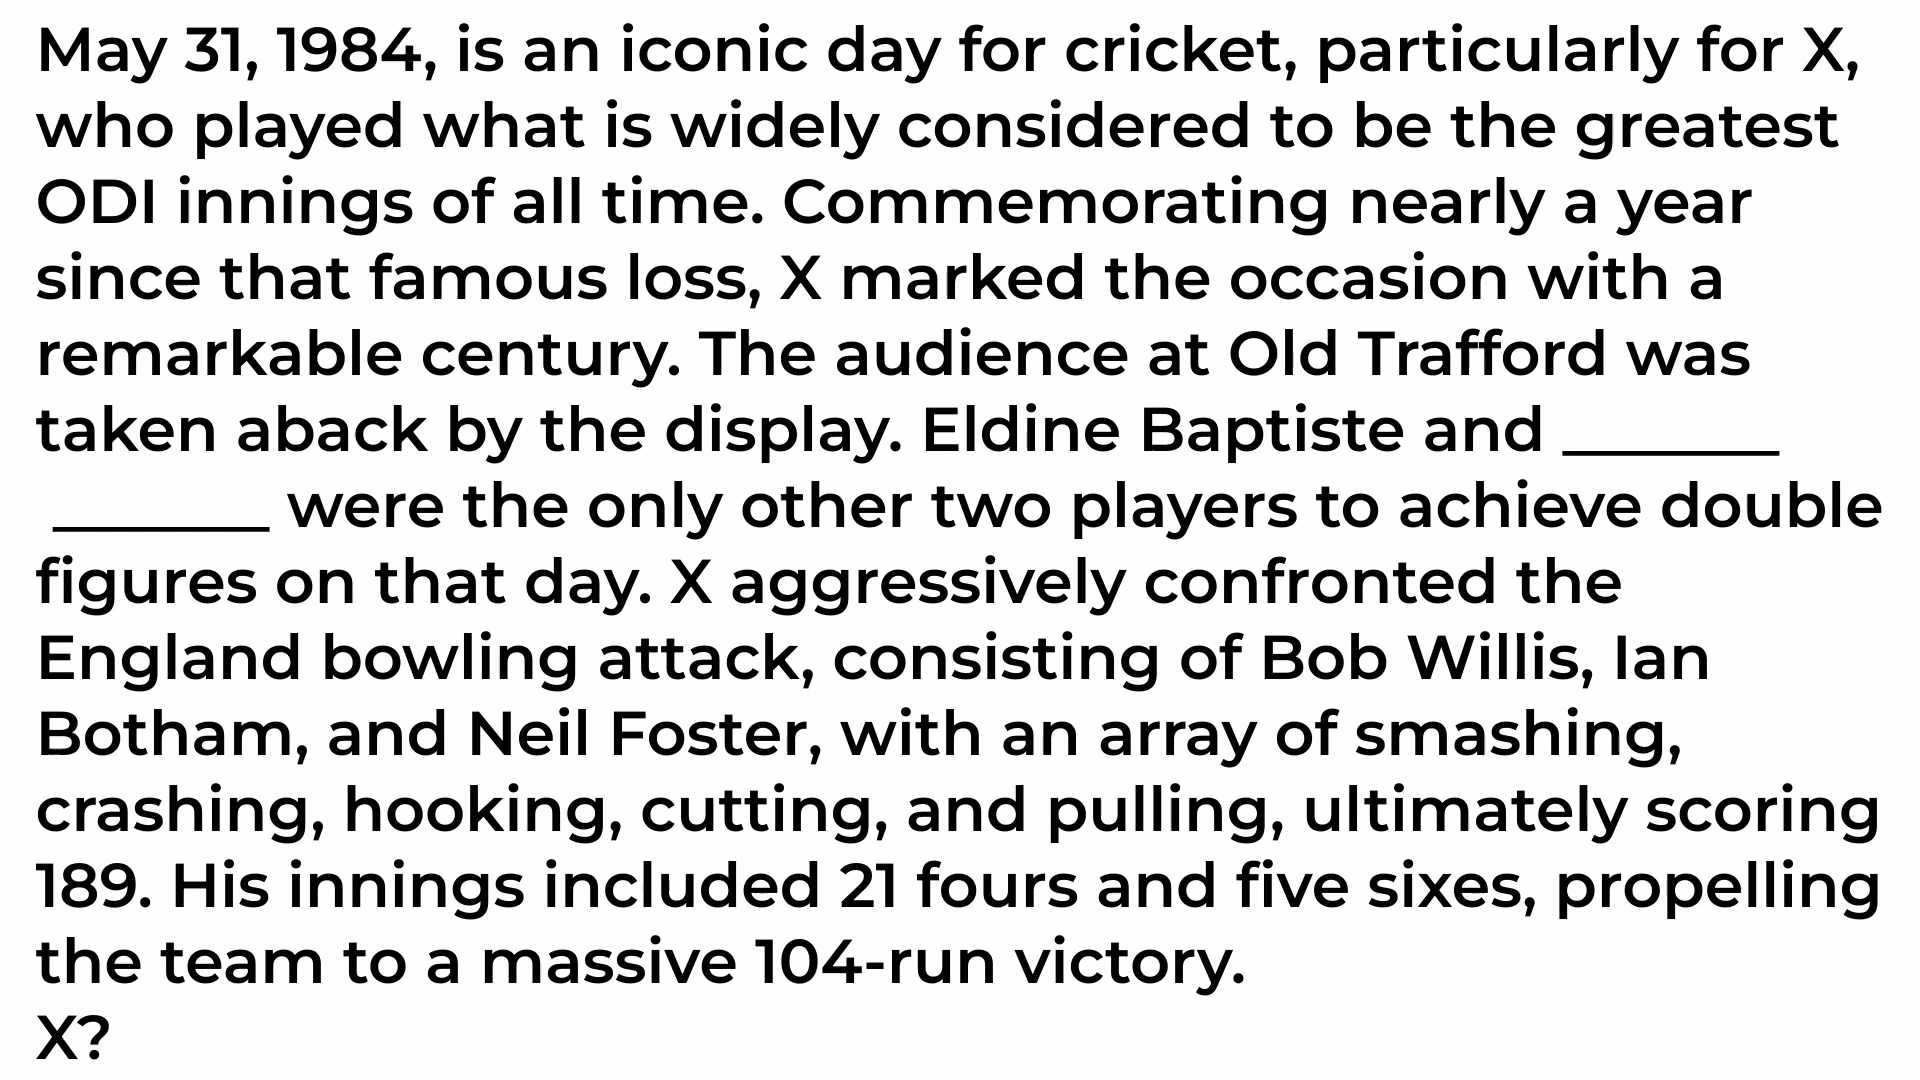 May 31, 1984, is an iconic day for cricket, particularly for X,
who played what is widely considered to be the greatest
ODI innings of all time. Commemorating nearly a year
since that famous loss, X marked the occasion with a
remarkable century. The audience at Old Trafford was
taken aback by the display. Eldine Baptiste and _______
_______ were the only other two players to achieve double
figures on that day. X aggressively confronted the
England bowling attack, consisting of Bob Willis, Ian
Botham, and Neil Foster, with an array of smashing,
crashing, hooking, cutting, and pulling, ultimately scoring
189. His innings included 21 fours and five sixes, propelling
the team to a massive 104-run victory.
X?